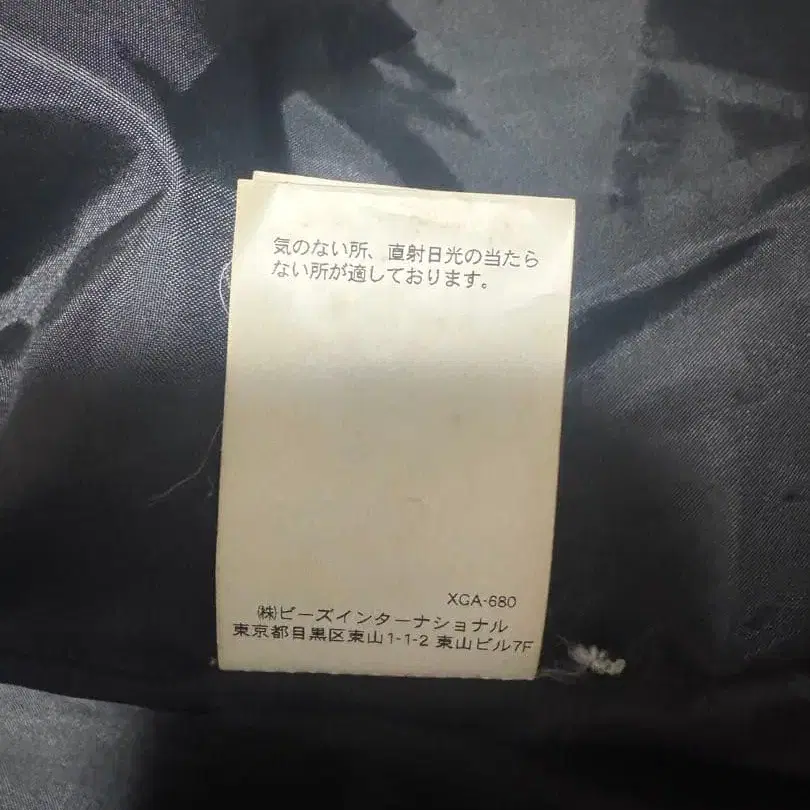 気のない所、直射日光の当たら
ない所が適しております。
XGA-680
㈱ビーズインターナショナル
東京都目黒区東山1-1-2 東山ビル7F